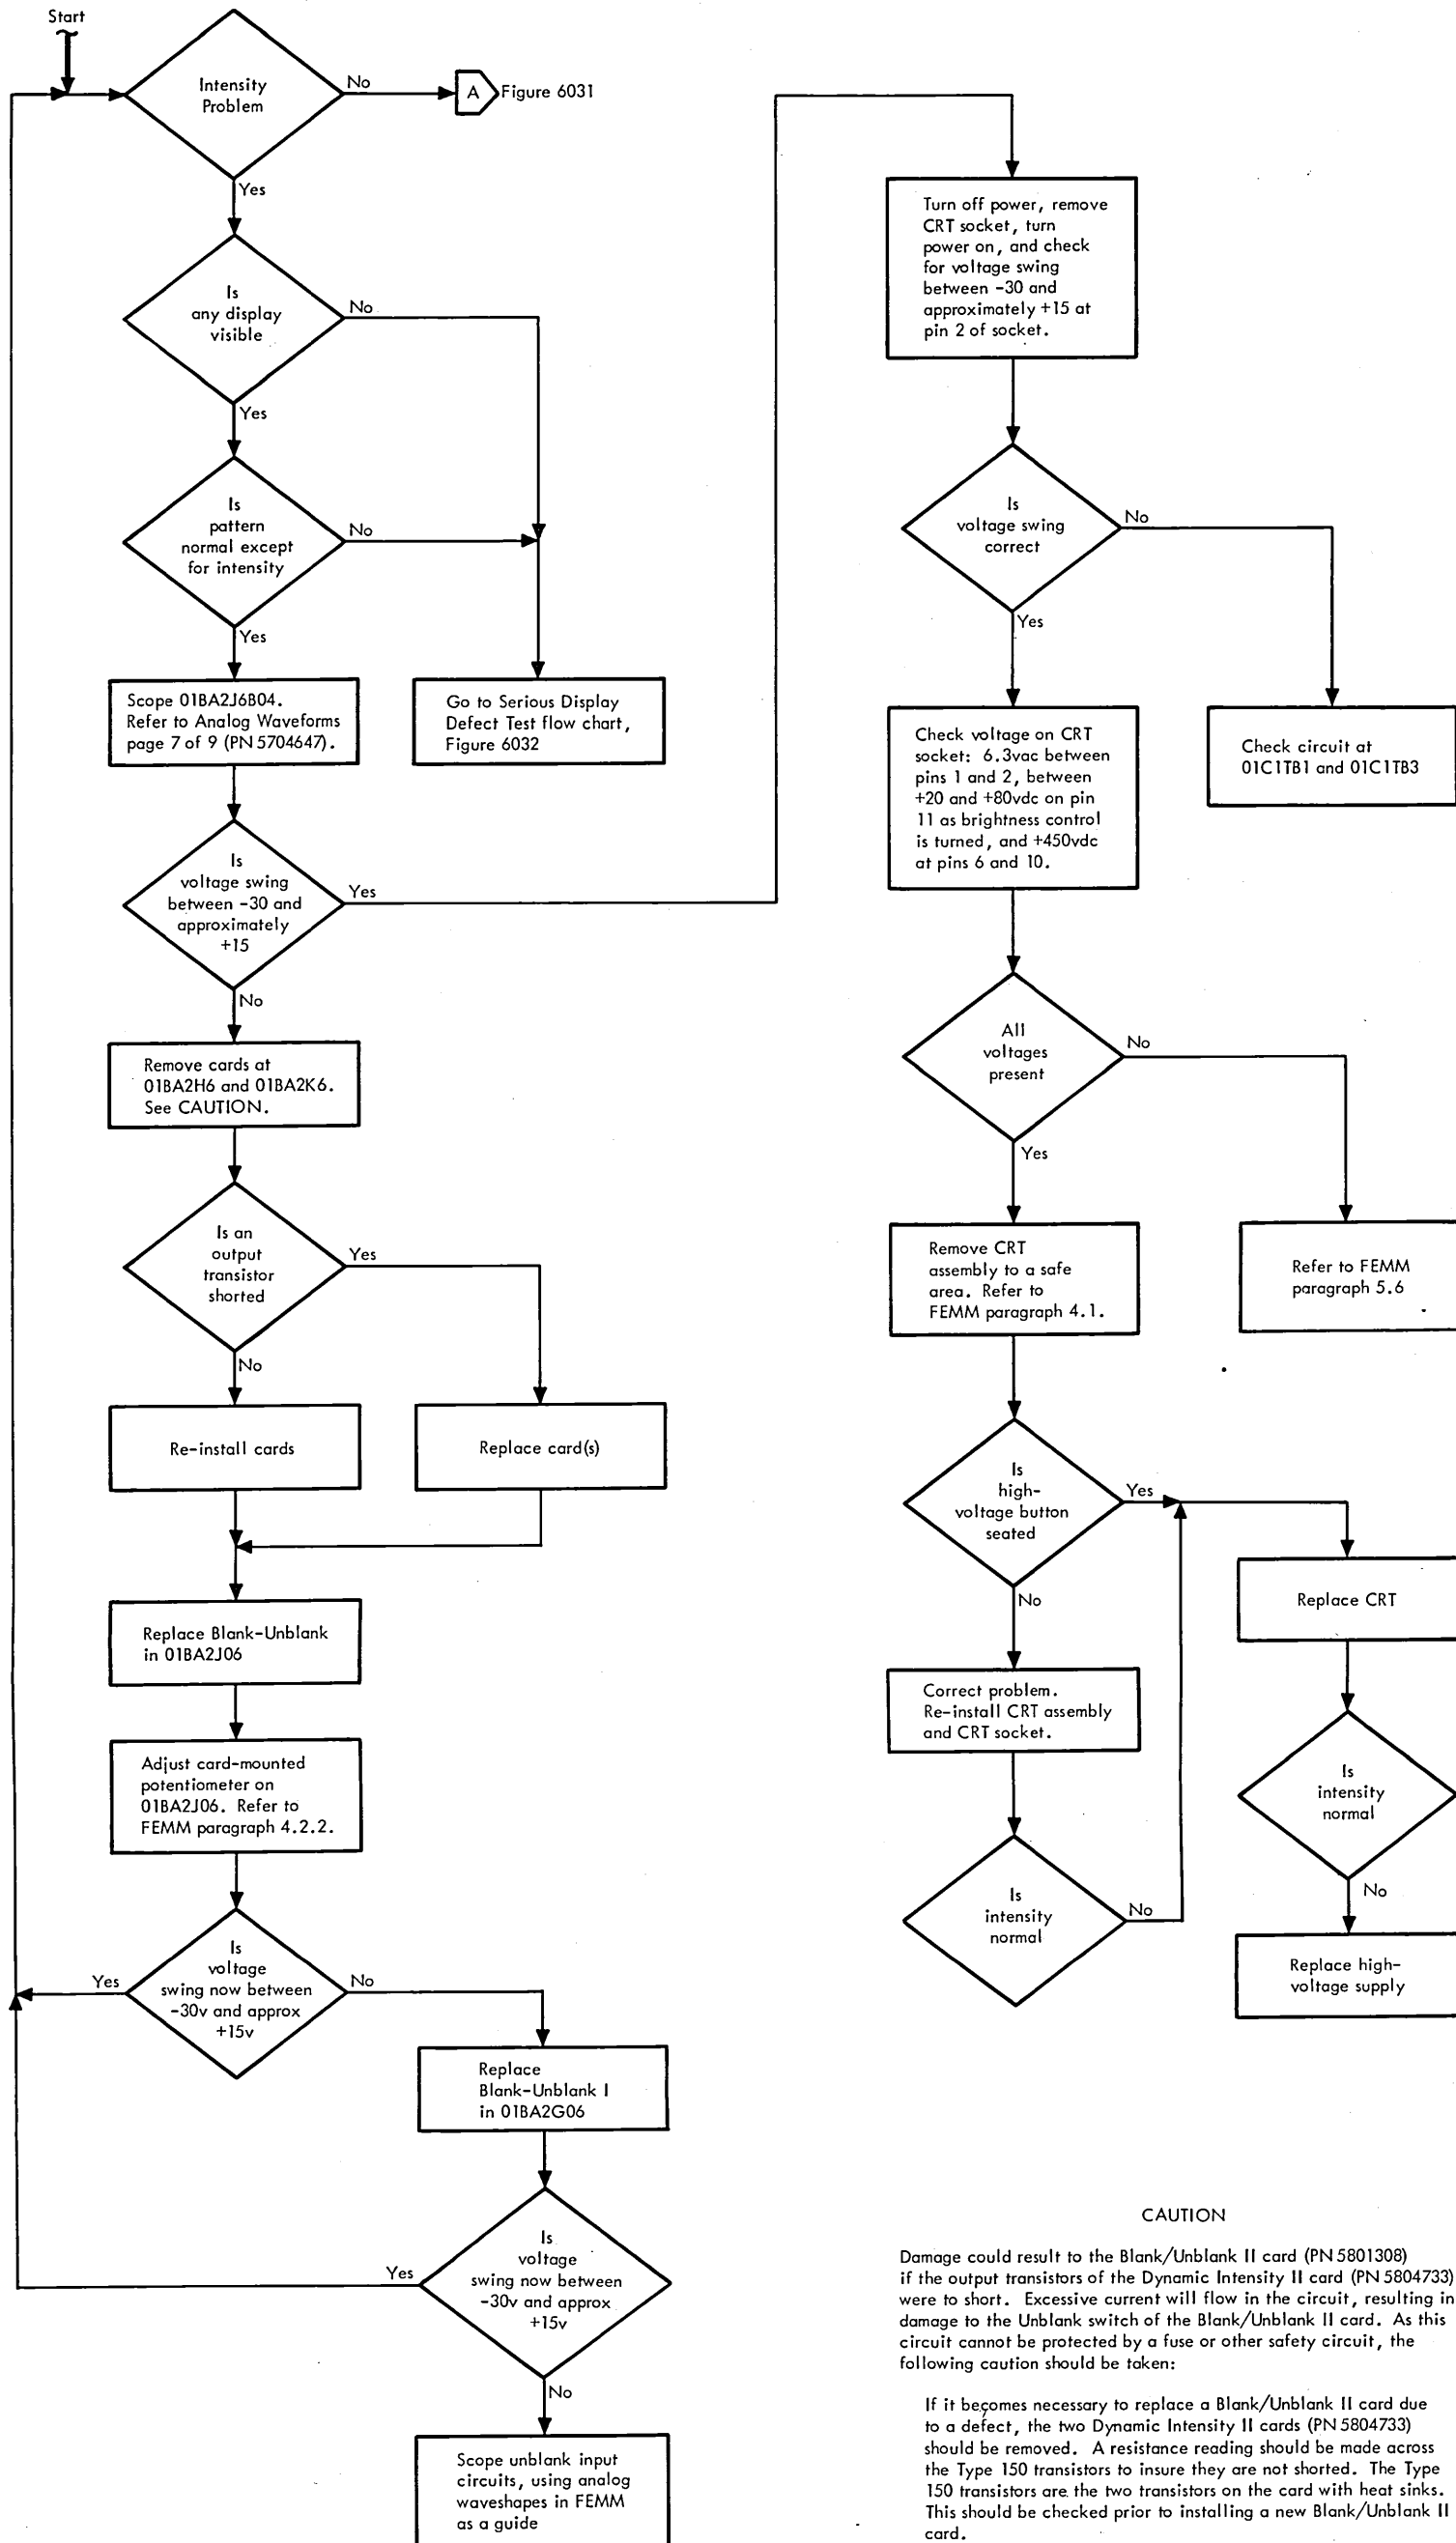 Start
Intensity
Problem
No
A
Figure 6031
Yes
Is
any display
visible
No
Yes
Is
pattern
normal except
for intensity
No
Yes
Scope 01BA2J6B04.
Refer to Analog Waveforms
page 7 of 9 (PN 5704647).
Go to Serious Display
Defect Test flow chart,
Figure 6032
Is
voltage swing
between -30 and
approximately
+15
Yes
No
Remove cards at
01BA2H6 and 01BA2K6.
See CAUTION.
Is an
output
transistor
shorted
Yes
No
Re-install cards
Replace card(s)
Replace Blank-Unblank
in 01BA2J06
Adjust card-mounted
potentiometer on
01BA2J06. Refer to
FEMM paragraph 4.2.2.
Is
voltage
swing now between
-30v and approx
+15v
Yes
No
Replace
Blank-Unblank I
in 01BA2G06
Is
voltage
swing now between
-30v and approx
+15v
Yes
No
Scope unblank input
circuits, using analog
waveshapes in FEMM
as a guide
Turn off power, remove
CRT socket, turn
power on, and check
for voltage swing
between -30 and
approximately +15 at
pin 2 of socket.
Is
voltage swing
correct
No
Yes
Check voltage on CRT
socket: 6.3vac between
pins 1 and 2, between
+20 and +80vdc on pin
11 as brightness control
is turned, and +450vdc
at pins 6 and 10.
Check circuit at
01C1TB1 and 01C1TB3
All
voltages
present
No
Yes
Remove CRT
assembly to a safe
area. Refer to
FEMM paragraph 4.1.
Refer to FEMM
paragraph 5.6
Is
high-
voltage button
seated
Yes
No
Replace CRT
Correct problem.
Re-install CRT assembly
and CRT socket.
Is
intensity
normal
No
Is
intensity
normal
No
Replace high-
voltage supply
CAUTION
Damage could result to the Blank/Unblank II card (PN 5801308)
if the output transistors of the Dynamic Intensity II card (PN 5804733)
were to short. Excessive current will flow in the circuit, resulting in
damage to the Unblank switch of the Blank/Unblank II card. As this
circuit cannot be protected by a fuse or other safety circuit, the
following caution should be taken:
If it becomes necessary to replace a Blank/Unblank II card due
to a defect, the two Dynamic Intensity II cards (PN 5804733)
should be removed. A resistance reading should be made across
the Type 150 transistors to insure they are not shorted. The Type
150 transistors are the two transistors on the card with heat sinks.
This should be checked prior to installing a new Blank/Unblank II
card.